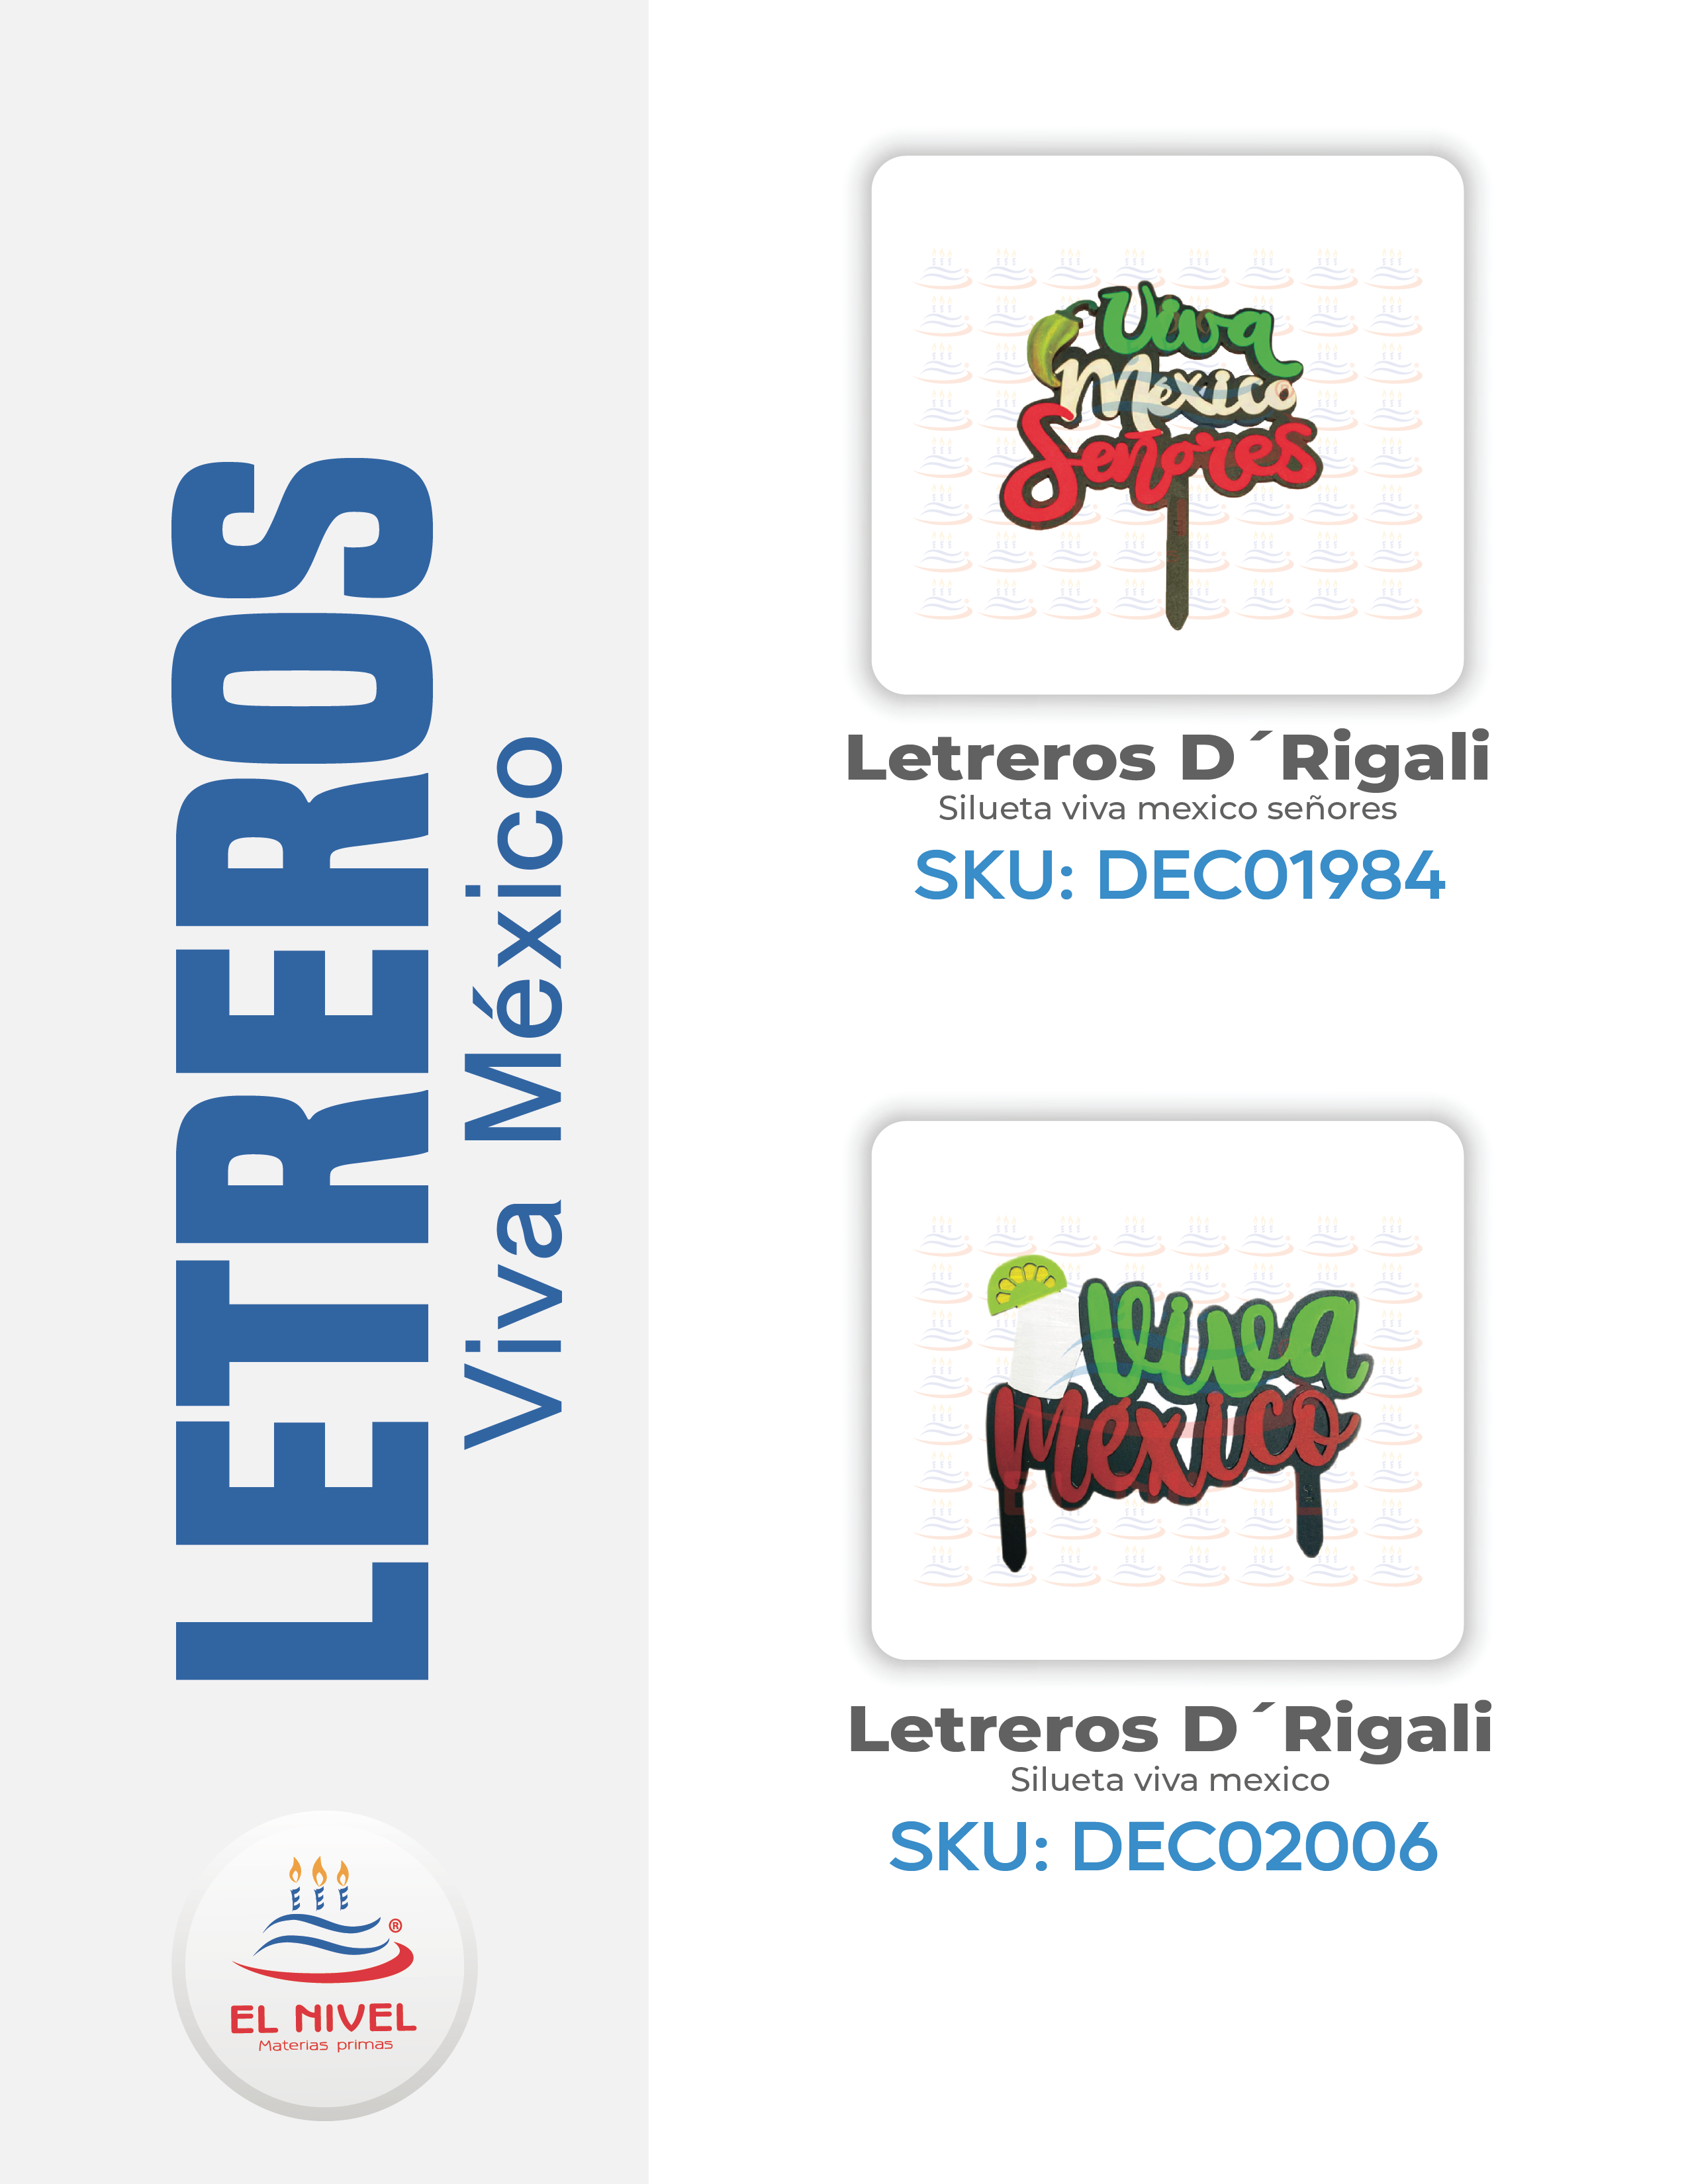 LETREROS
Viva México
Viva
México
Señores
Letreros D´Rigali
Silueta viva mexico señores
SKU: DEC01984
Viva
México
Letreros D´Rigali
Silueta viva mexico
SKU: DEC02006
®
EL NIVEL
Materias primas